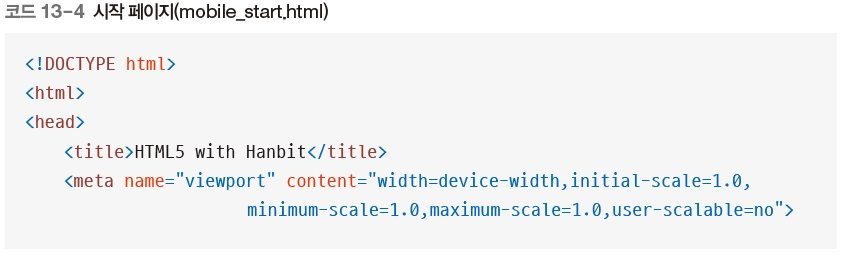 코드 13-4 시작 페이지(mobile_start.html)
<!DOCTYPE html>
<html>
<head>
<title>HTML5 with Hanbit</title>
<meta name="viewport" content="width=device-width,initial-scale=1.0,
minimum-scale=1.0,maximum-scale=1.0,user-scalable=no">